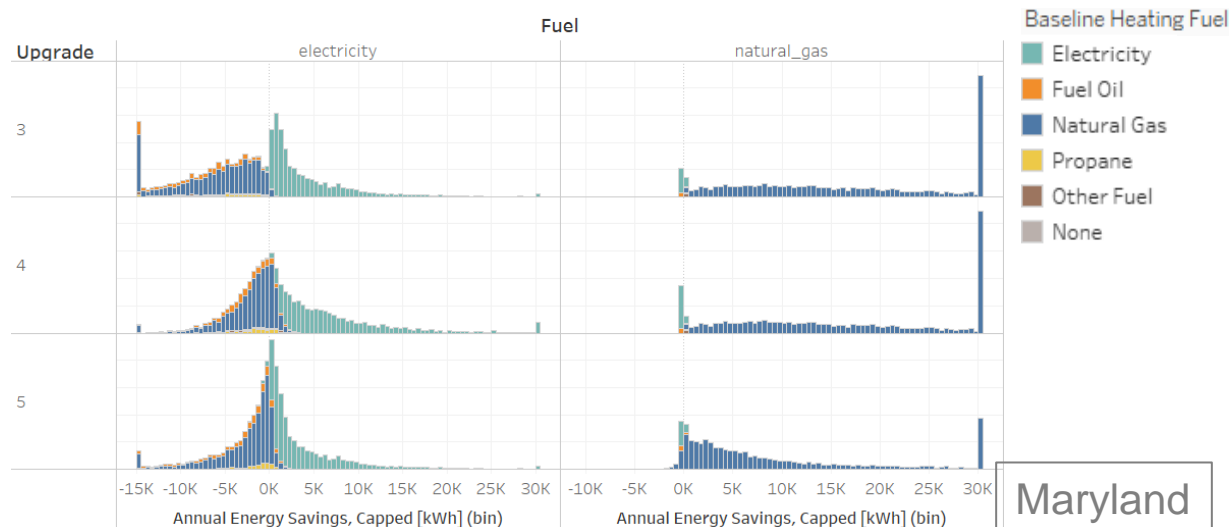 Fuel
Upgrade electricity natural_gas
3
4
5
-15K -10K -5K 0K 5K 10K 15K 20K 25K 30K -10K -5K 0K 5K 10K 15K 20K 25K 30K
Annual Energy Savings, Capped [kWh] (bin) Annual Energy Savings, Capped [kWh] (bin)
Baseline Heating Fuel
Electricity
Fuel Oil
Natural Gas
Propane
Other Fuel
None
Maryland